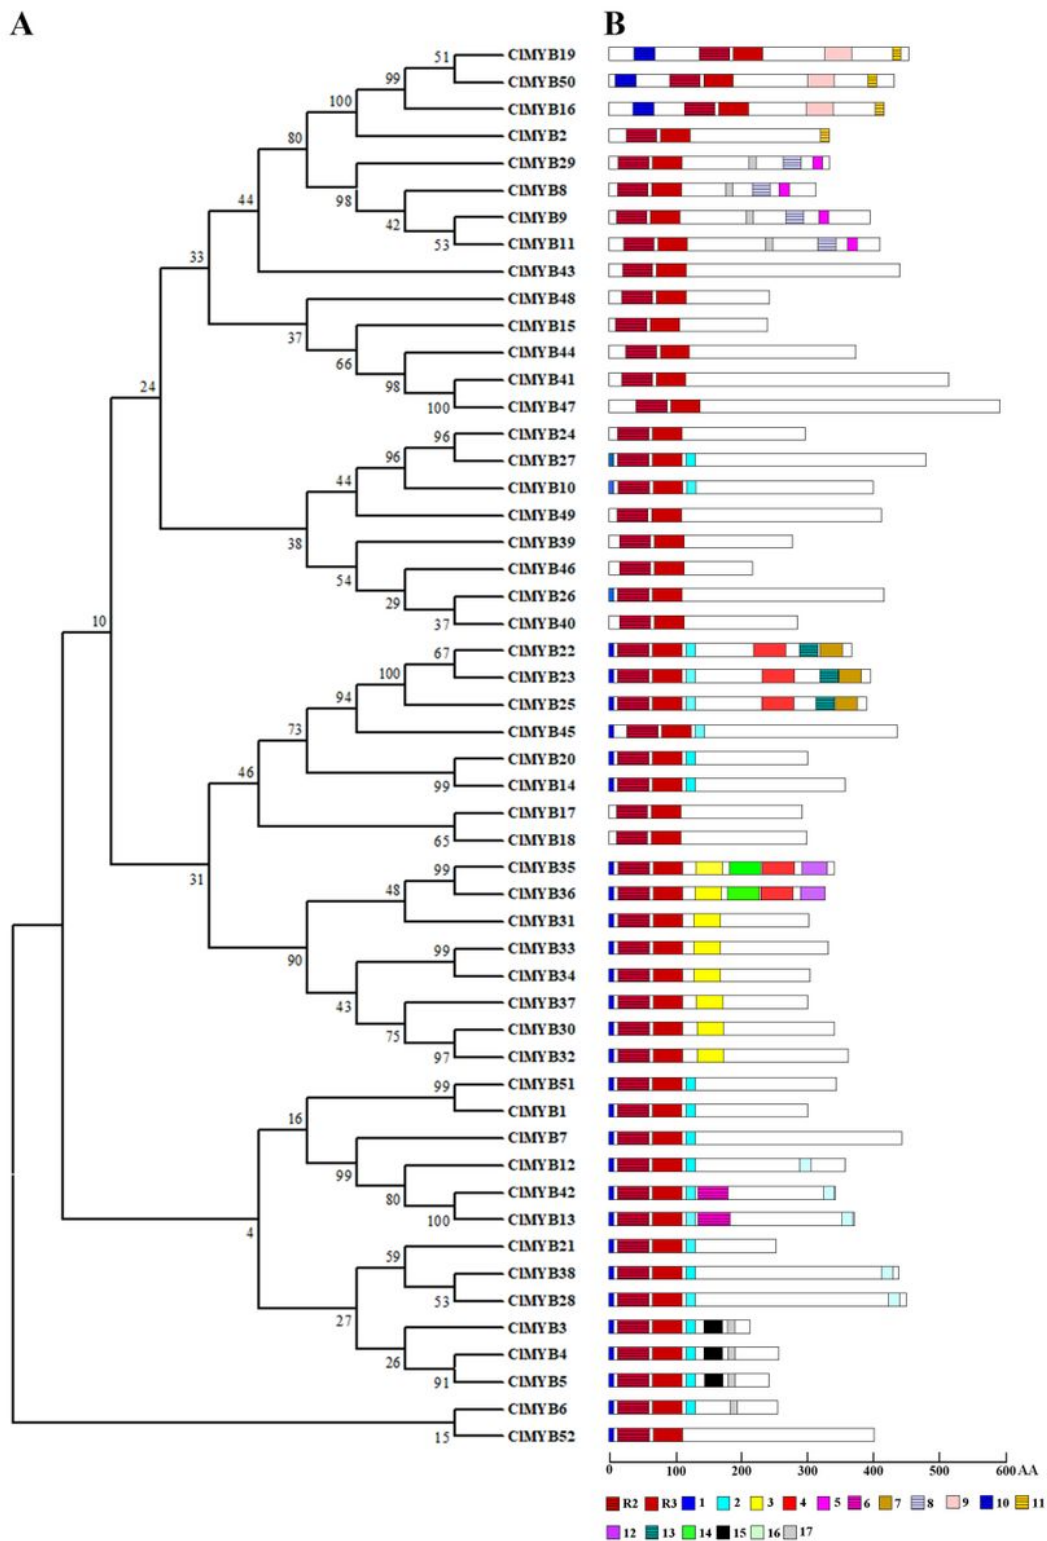 A B
51 ClMYB19
99 ClMYB50
100 ClMYB16
80 ClMYB2
ClMYB29
98 ClMYB8
44 42 ClMYB9
53 ClMYB11
33 ClMYB43
ClMYB48
37 ClMYB15
66 ClMYB44
98 ClMYB41
24 100 ClMYB47
96 ClMYB24
96 ClMYB27
44 ClMYB10
ClMYB49
38 ClMYB39
54 ClMYB46
29 ClMYB26
10 37 ClMYB40
67 ClMYB22
100 ClMYB23
94 ClMYB25
73 ClMYB45
46 ClMYB20
99 ClMYB14
ClMYB17
65 ClMYB18
31 99 ClMYB35
48 ClMYB36
ClMYB31
90 99 ClMYB33
ClMYB34
43 ClMYB37
75 ClMYB30
97 ClMYB32
99 ClMYB51
16 ClMYB1
ClMYB7
99 ClMYB12
80 ClMYB42
100 ClMYB13
4 59 ClMYB21
ClMYB38
53 ClMYB28
27 ClMYB3
26 ClMYB4
91 ClMYB5
ClMYB6
15 ClMYB52
0 100 200 300 400 500 600 AA
R2 R3 1 2 3 4 5 6 7 8 9 10 11
12 13 14 15 16 17